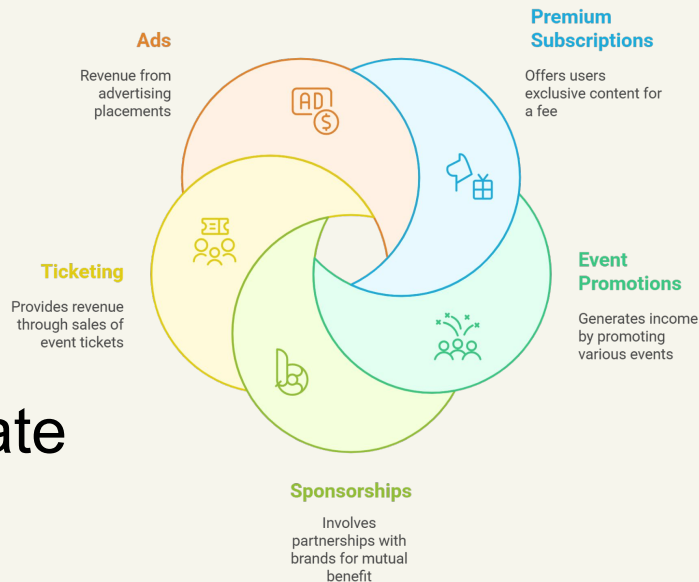 Ads
Revenue from
advertising
placements
Premium
Subscriptions
Offers users
exclusive content for
a fee
AD
$
Ticketing
Provides revenue
through sales of
event tickets
Event
Promotions
Generates income
by promoting
various events
ate
Sponsorships
Involves
partnerships with
brands for mutual
benefit